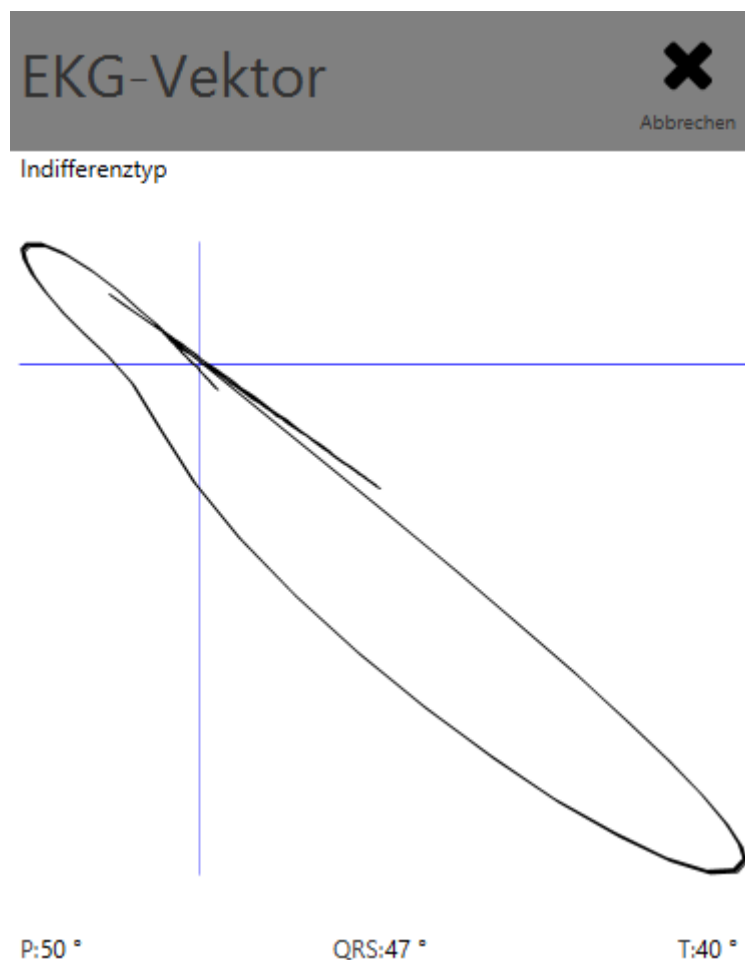 EKG-Vektor
Abbrechen
Indifferenztyp
P:50 ° QRS:47 ° T:40 °